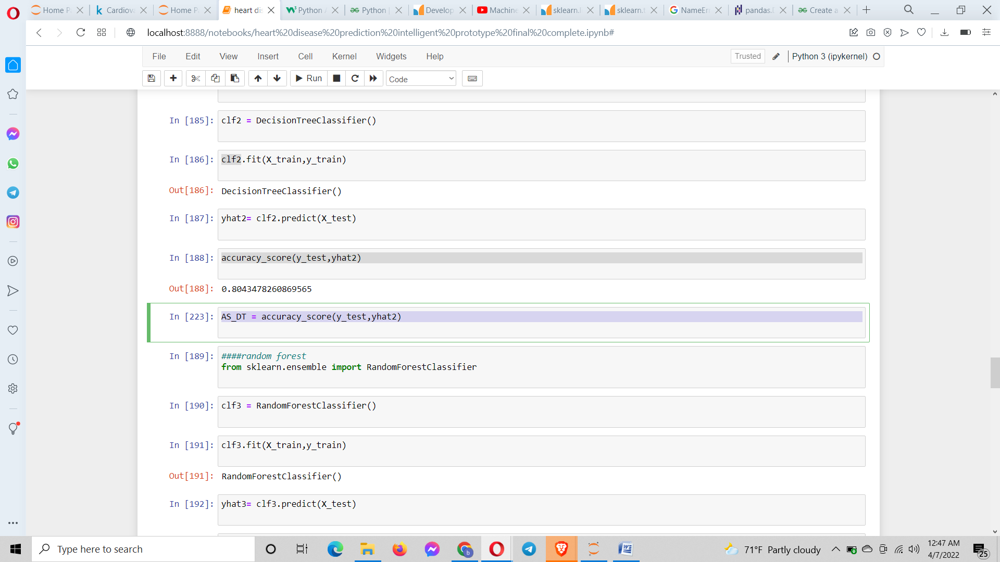 Home P
Cardiova
Home P
heart dis
Python
Python
Develop
Machine
sklearn.
sklearn.
NameErr
pandas.
Create a
localhost:8888/notebooks/heart%20disease%20prediction%20intelligent%20prototype%20final%20complete.ipynb#
File Edit View Insert Cell Kernel Widgets Help
Trusted
Python 3 (ipykernel)
Run
Code
In [185]: clf2 = DecisionTreeClassifier()
In [186]: clf2.fit(X_train,y_train)
Out[186]: DecisionTreeClassifier()
In [187]: yhat2= clf2.predict(X_test)
In [188]: accuracy_score(y_test,yhat2)
Out[188]: 0.8043478260869565
In [223]: AS_DT = accuracy_score(y_test,yhat2)
In [189]: ####random forest
from sklearn.ensemble import RandomForestClassifier
In [190]: clf3 = RandomForestClassifier()
In [191]: clf3.fit(X_train,y_train)
Out[191]: RandomForestClassifier()
In [192]: yhat3= clf3.predict(X_test)
Type here to search
71°F Partly cloudy
12:47 AM
4/7/2022
25